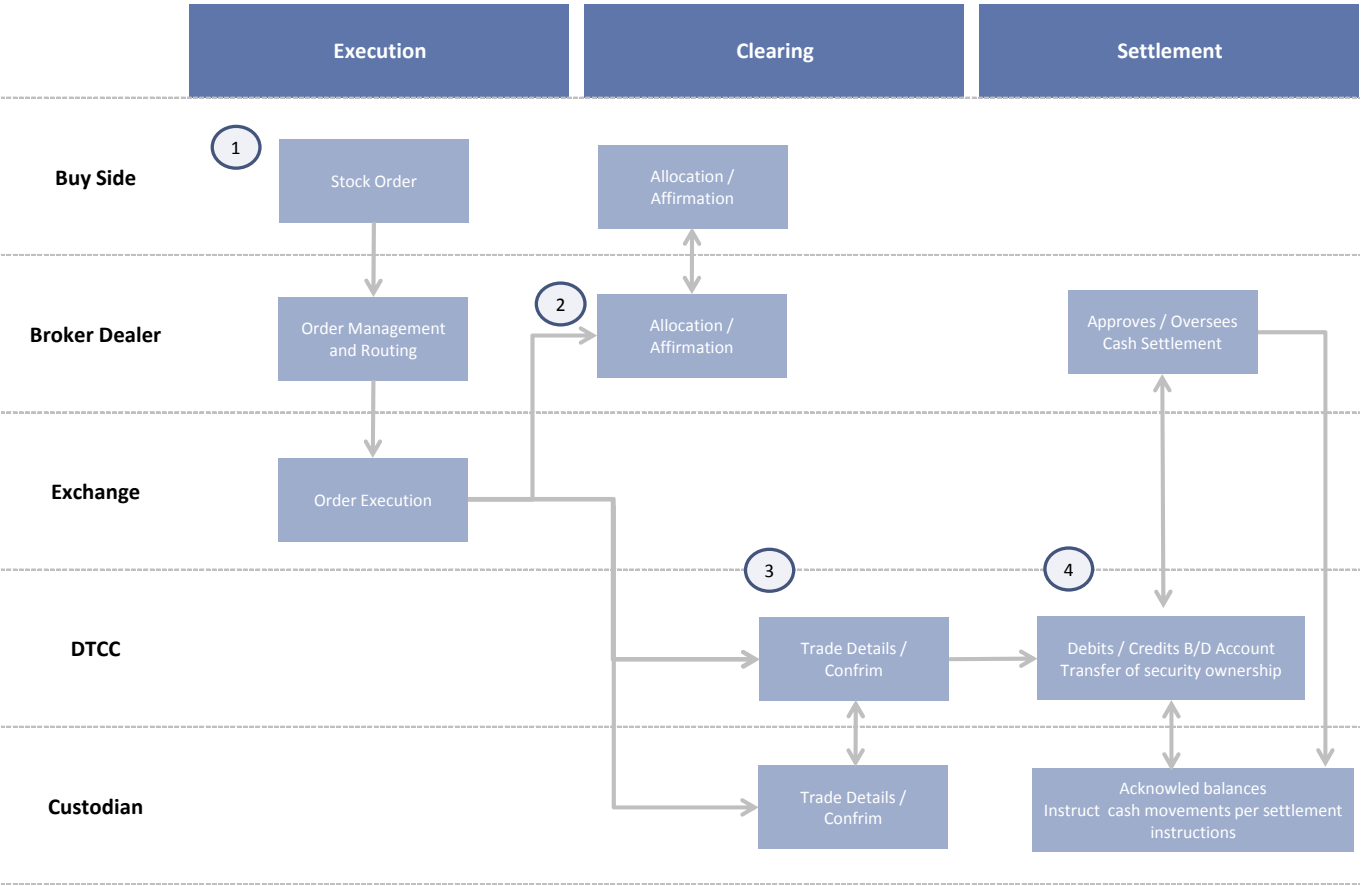 Execution
Clearing
Settlement
Buy Side
1
Stock Order
Allocation /
Affirmation
Broker Dealer
Order Management
and Routing
2
Allocation /
Affirmation
Approves / Oversees
Cash Settlement
Exchange
Order Execution
3
4
DTCC
Trade Details /
Confrim
Debits / Credits B/D Account
Transfer of security ownership
Custodian
Trade Details /
Confrim
Acknowled balances
Instruct  cash movements per settlement
instructions